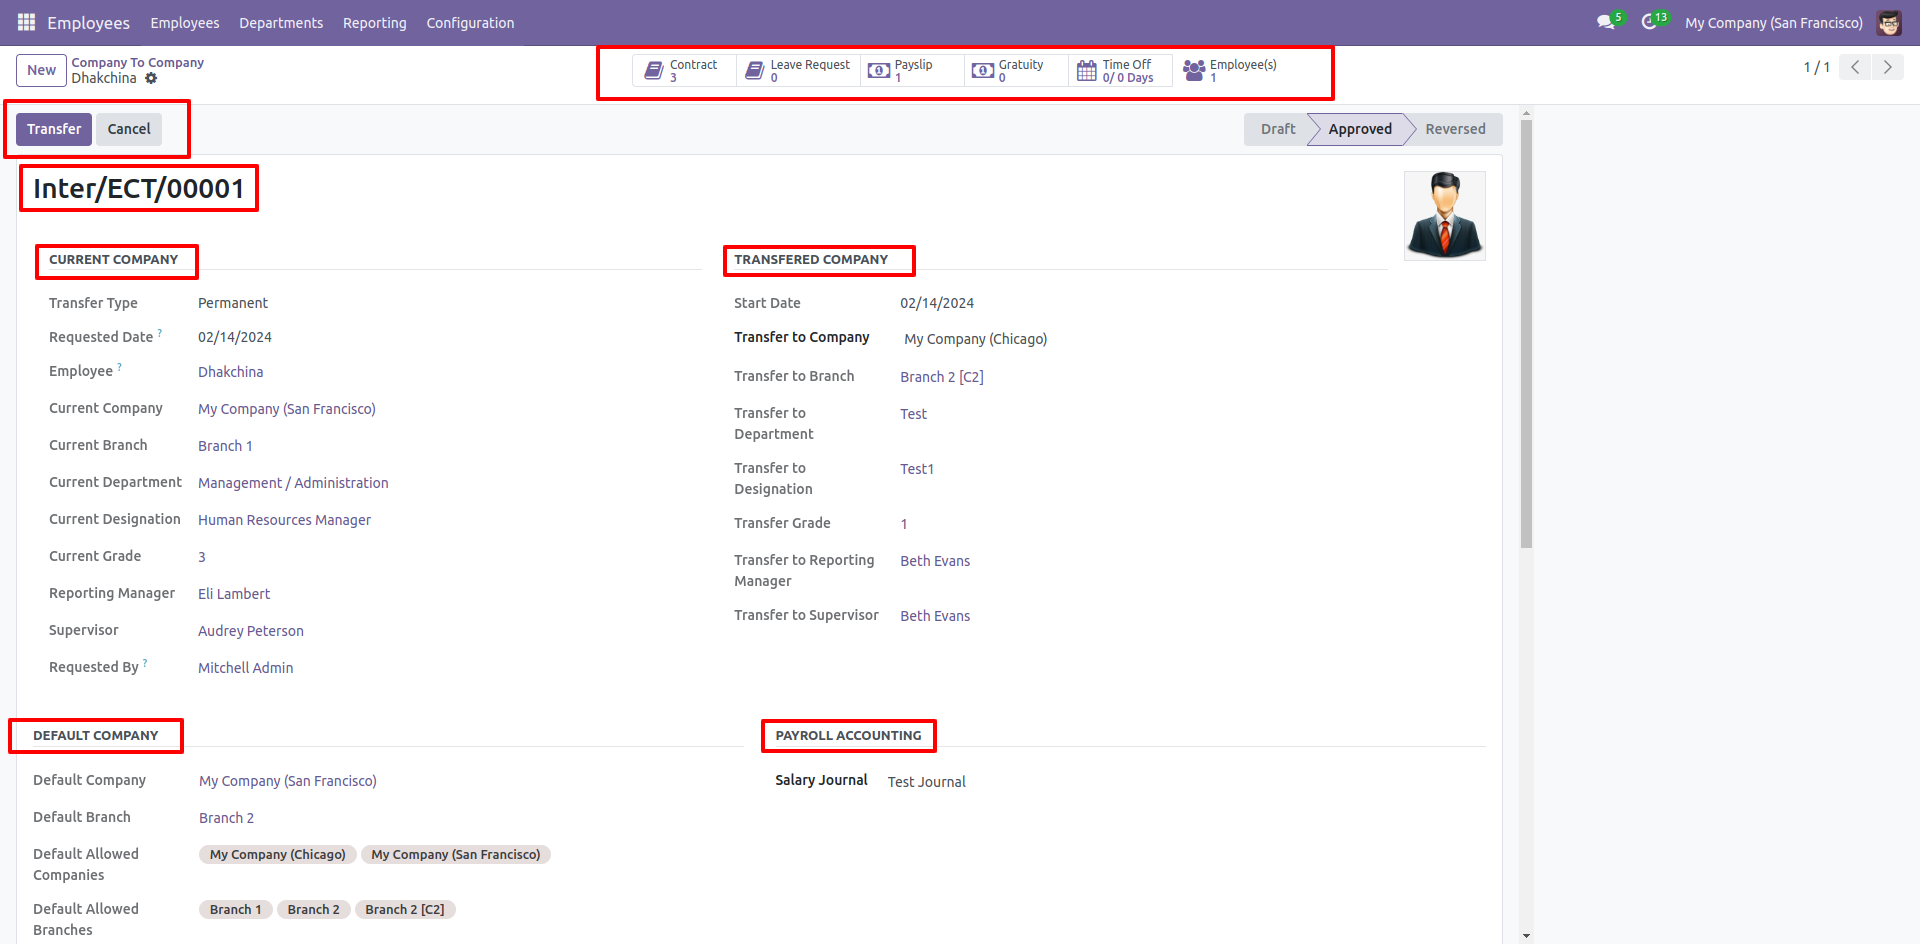 Employees Employees Departments Reporting Configuration 5 13 My Company (San Francisco)
New Company To Company
Dhakchina
Contract 3 Leave Request 0 Payslip 1 Gratuity 0 Time Off 0/ 0 Days Employee(s) 1
1 / 1
Transfer Cancel Draft Approved Reversed
Inter/ECT/00001
CURRENT COMPANY
Transfer Type Permanent
Requested Date ? 02/14/2024
Employee ? Dhakchina
Current Company My Company (San Francisco)
Current Branch Branch 1
Current Department Management / Administration
Current Designation Human Resources Manager
Current Grade 3
Reporting Manager Eli Lambert
Supervisor Audrey Peterson
Requested By ? Mitchell Admin
TRANSFERED COMPANY
Start Date 02/14/2024
Transfer to Company My Company (Chicago)
Transfer to Branch Branch 2 [C2]
Transfer to Department Test
Transfer to Designation Test1
Transfer Grade 1
Transfer to Reporting Manager Beth Evans
Transfer to Supervisor Beth Evans
DEFAULT COMPANY
Default Company My Company (San Francisco)
Default Branch Branch 2
Default Allowed Companies My Company (Chicago) My Company (San Francisco)
Default Allowed Branches Branch 1 Branch 2 Branch 2 [C2]
PAYROLL ACCOUNTING
Salary Journal Test Journal